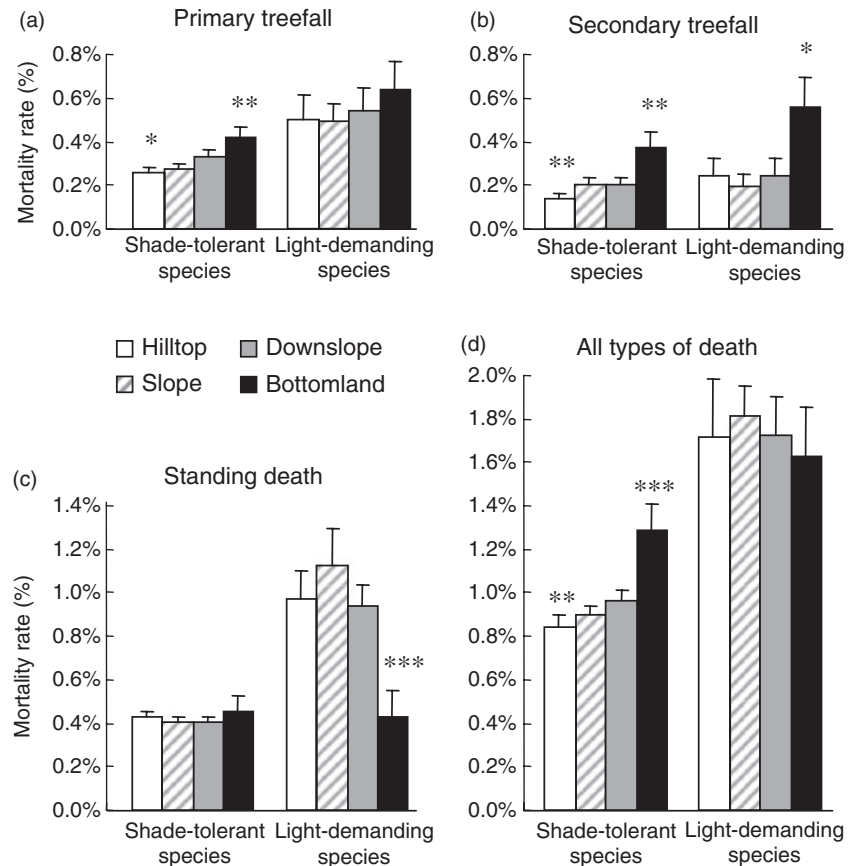 (a) Primary treefall
Mortality rate (%)
0.8%
0.6%
0.4%
0.2%
0.0%
* **
Shade-tolerant species
Light-demanding species
(b) Secondary treefall
0.8%
0.6%
0.4%
0.2%
0.0%
** ** *
Shade-tolerant species
Light-demanding species
Hilltop
Downslope
Slope
Bottomland
(c) Standing death
Mortality rate (%)
1.4%
1.2%
1.0%
0.8%
0.6%
0.4%
0.2%
0.0%
***
Shade-tolerant species
Light-demanding species
(d) All types of death
2.0%
1.8%
1.6%
1.4%
1.2%
1.0%
0.8%
0.6%
0.4%
0.2%
0.0%
** ***
Shade-tolerant species
Light-demanding species